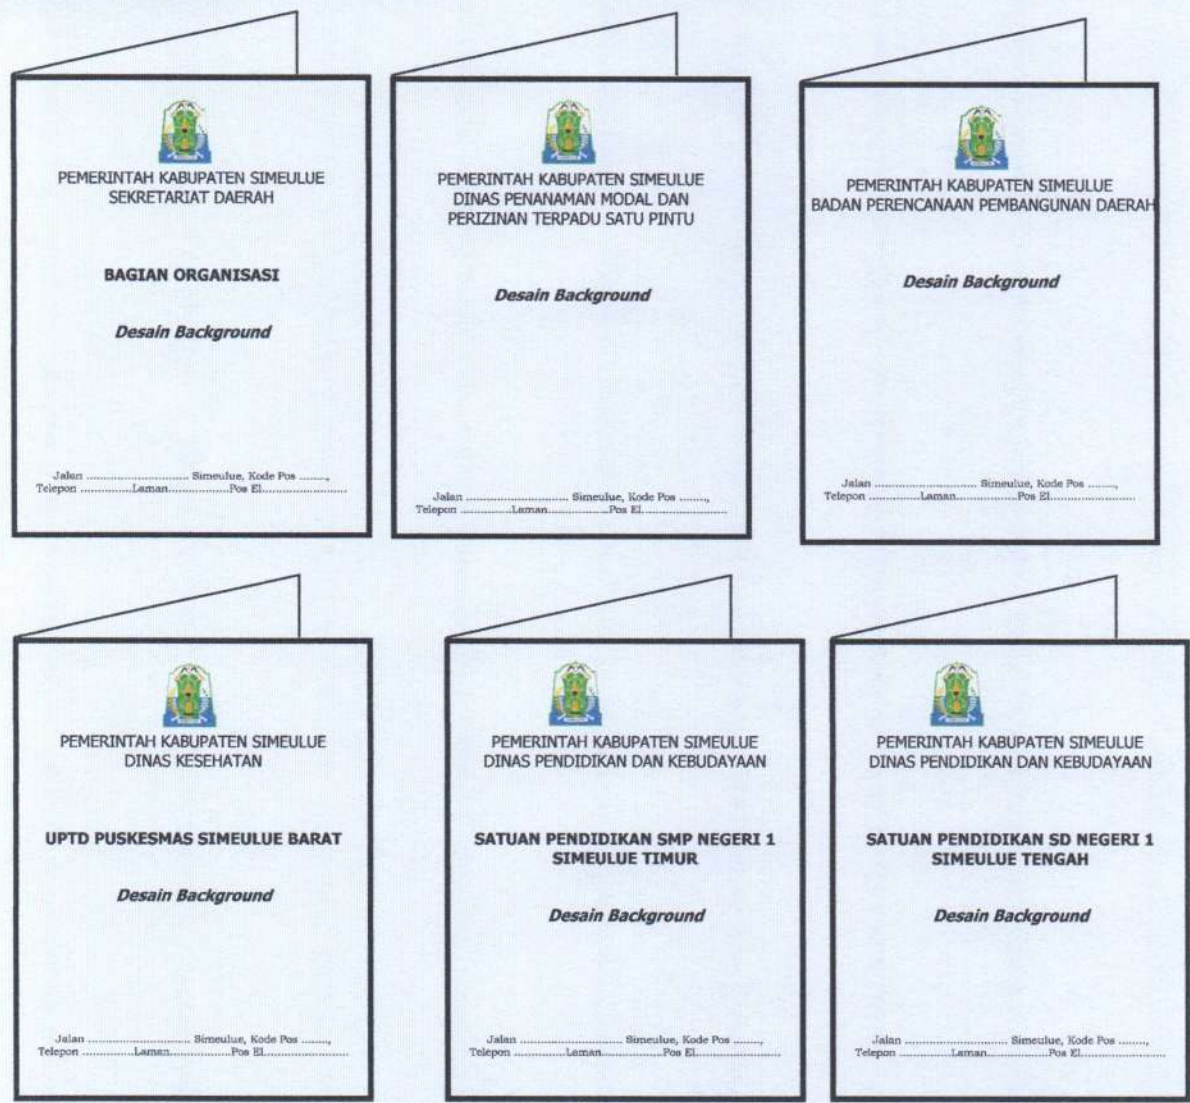 PEMERINTAH KABUPATEN SIMEULUE
SEKRETARIAT DAERAH
BAGIAN ORGANISASI
Desain Background
Jalan .............................. Simeulue, Kode Pos ........,
Telepon ...............Laman..................Pos El.........................
PEMERINTAH KABUPATEN SIMEULUE
DINAS PENANAMAN MODAL DAN
PERIZINAN TERPADU SATU PINTU
Desain Background
Jalan .............................. Simeulue, Kode Pos ........,
Telepon ...............Laman..................Pos El.........................
PEMERINTAH KABUPATEN SIMEULUE
BADAN PERENCANAAN PEMBANGUNAN DAERAH
Desain Background
Jalan .............................. Simeulue, Kode Pos ........,
Telepon ...............Laman..................Pos El.........................
PEMERINTAH KABUPATEN SIMEULUE
DINAS KESEHATAN
UPTD PUSKESMAS SIMEULUE BARAT
Desain Background
Jalan .............................. Simeulue, Kode Pos ........,
Telepon ...............Laman..................Pos El.........................
PEMERINTAH KABUPATEN SIMEULUE
DINAS PENDIDIKAN DAN KEBUDAYAAN
SATUAN PENDIDIKAN SMP NEGERI 1
SIMEULUE TIMUR
Desain Background
Jalan .............................. Simeulue, Kode Pos ........,
Telepon ...............Laman..................Pos El.........................
PEMERINTAH KABUPATEN SIMEULUE
DINAS PENDIDIKAN DAN KEBUDAYAAN
SATUAN PENDIDIKAN SD NEGERI 1
SIMEULUE TENGAH
Desain Background
Jalan .............................. Simeulue, Kode Pos ........,
Telepon ...............Laman..................Pos El.........................